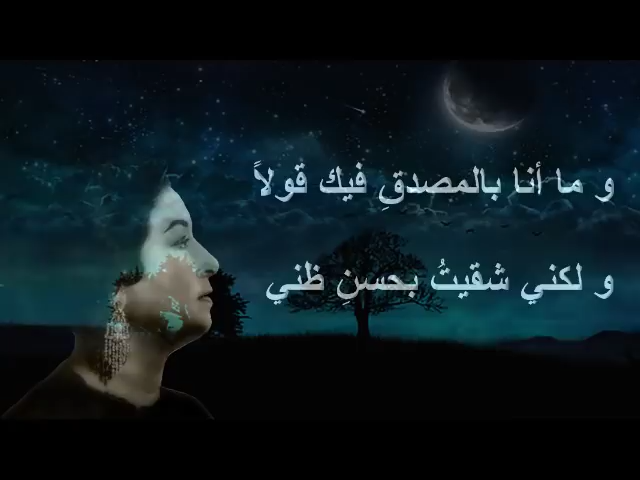 و ما أنا بالمصدقِ فيك قولاً
و لكني شقيتُ بحسنِ ظني